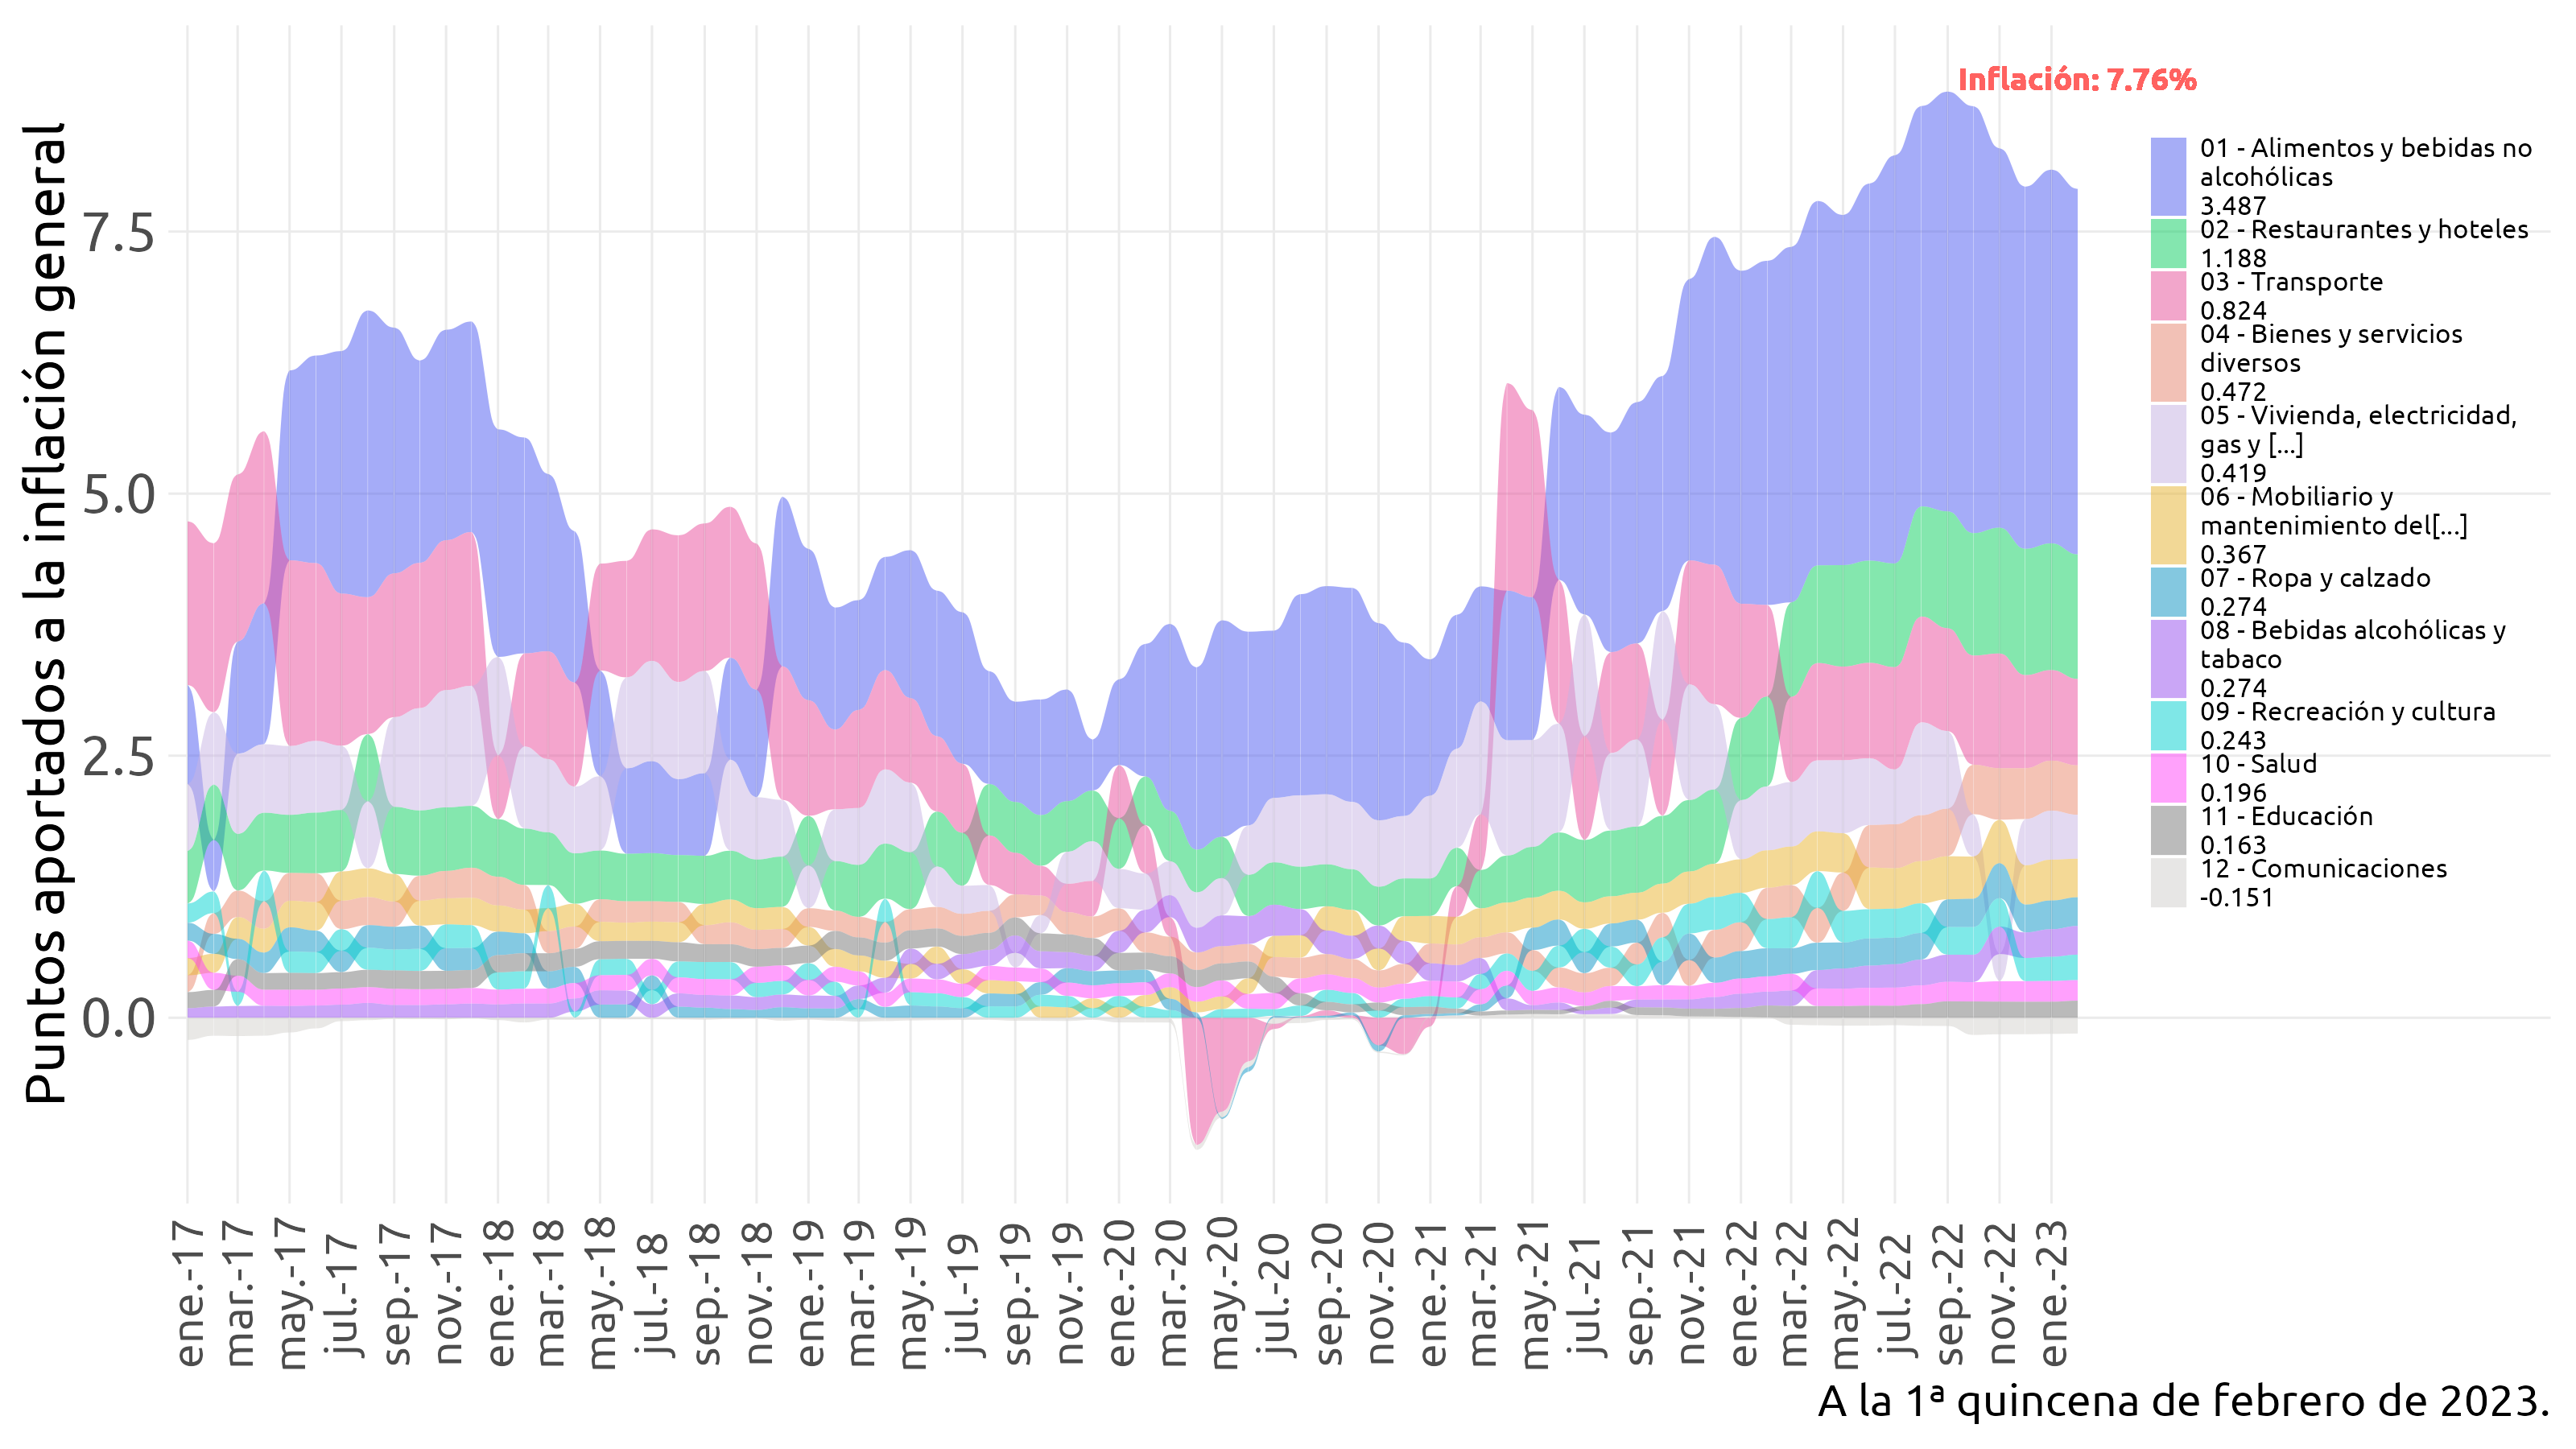 Puntos aportados a la inflación general
Inflación: 7.76%
7.5
5.0
2.5
0.0
01 - Alimentos y bebidas no
alcohólicas
3.487
02 - Restaurantes y hoteles
1.188
03 - Transporte
0.824
04 - Bienes y servicios
diversos
0.472
05 - Vivienda, electricidad,
gas y [...]
0.419
06 - Mobiliario y
mantenimiento del[...]
0.367
07 - Ropa y calzado
0.274
08 - Bebidas alcohólicas y
tabaco
0.274
09 - Recreación y cultura
0.243
10 - Salud
0.196
11 - Educación
0.163
12 - Comunicaciones
-0.151
ene.-17
mar.-17
may.-17
jul.-17
sep.-17
nov.-17
ene.-18
mar.-18
may.-18
jul.-18
sep.-18
nov.-18
ene.-19
mar.-19
may.-19
jul.-19
sep.-19
nov.-19
ene.-20
mar.-20
may.-20
jul.-20
sep.-20
nov.-20
ene.-21
mar.-21
may.-21
jul.-21
sep.-21
nov.-21
ene.-22
mar.-22
may.-22
jul.-22
sep.-22
nov.-22
ene.-23
A la 1ª quincena de febrero de 2023.